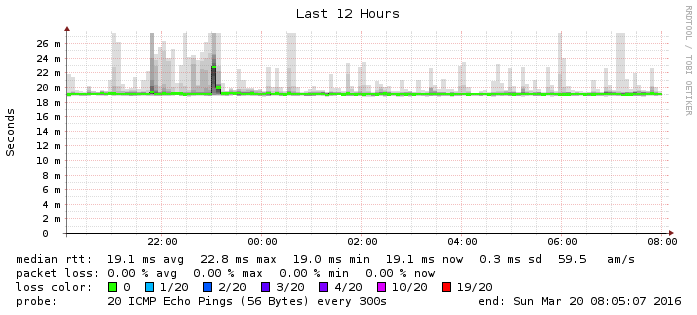 Last 12 Hours
RRDTOOL / TOBI OETIKER
Seconds
26 m
24 m
22 m
20 m
18 m
16 m
14 m
12 m
10 m
8 m
6 m
4 m
2 m
0
22:00 00:00 02:00 04:00 06:00 08:00
median rtt: 19.1 ms avg 22.8 ms max 19.0 ms min 19.1 ms now 0.3 ms sd 59.5 am/s
packet loss: 0.00 % avg 0.00 % max 0.00 % min 0.00 % now
loss color: 0 1/20 2/20 3/20 4/20 10/20 19/20
probe: 20 ICMP Echo Pings (56 Bytes) every 300s end: Sun Mar 20 08:05:07 2016